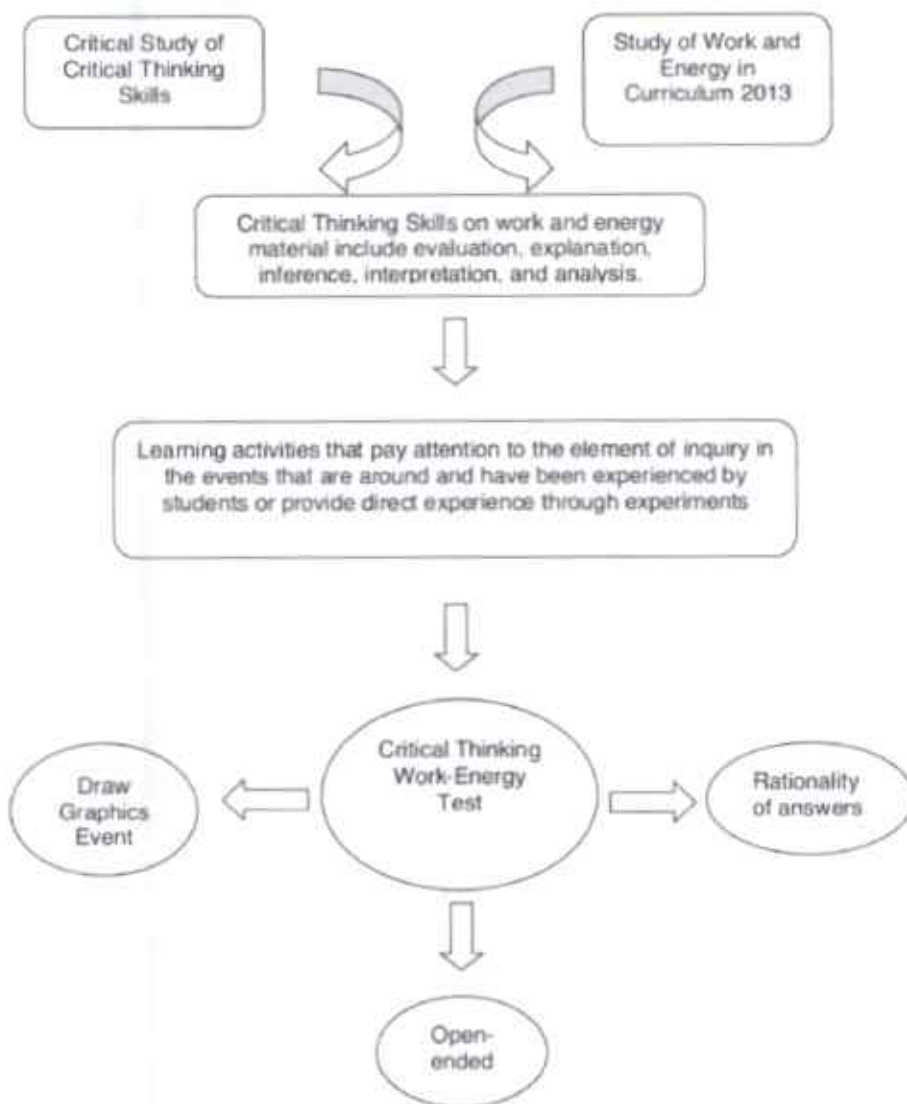 Critical Study of
Critical Thinking
Skills
Study of Work and
Energy in
Curriculum 2013
Critical Thinking Skills on work and energy
material include evaluation, explanation,
inference, interpretation, and analysis.
Learning activities that pay attention to the element of inquiry in
the events that are around and have been experienced by
students or provide direct experience through experiments
Critical Thinking
Work-Energy
Test
Draw
Graphics
Event
Rationality
of answers
Open-
ended